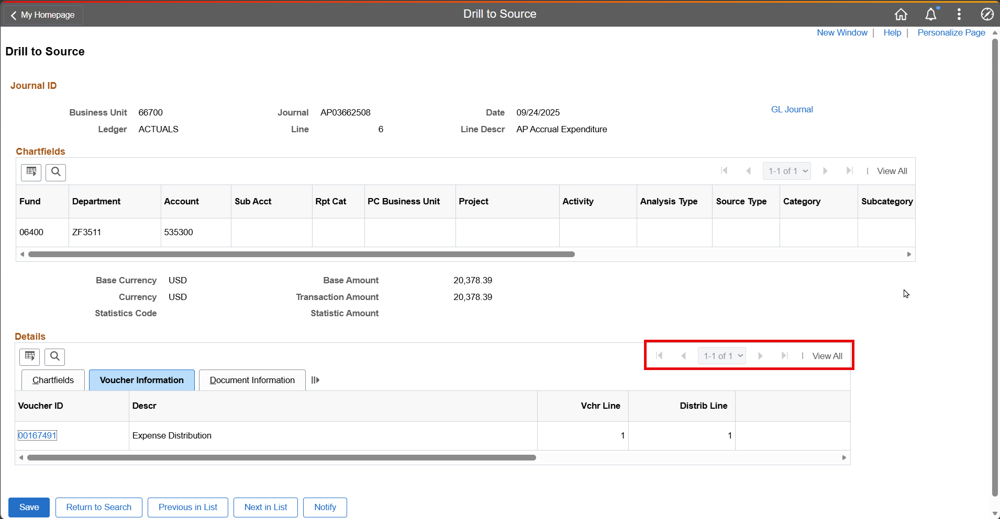 My Homepage
Drill to Source
New Window | Help | Personalize Page
Drill to Source
Journal ID
Business Unit 66700 Journal AP03662508 Date 09/24/2025 GL Journal
Ledger ACTUALS Line 6 Line Descr AP Accrual Expenditure
Chartfields
1-1 of 1 | View All
Fund Department Account Sub Acct Rpt Cat PC Business Unit Project Activity Analysis Type Source Type Category Subcategory
06400 ZF3511 535300
Base Currency USD Base Amount 20,378.39
Currency USD Transaction Amount 20,378.39
Statistics Code Statistic Amount
Details
1-1 of 1 | View All
Chartfields Voucher Information Document Information
Voucher ID Descr Vchr Line Distrib Line
00167491 Expense Distribution 1 1
Save Return to Search Previous in List Next in List Notify